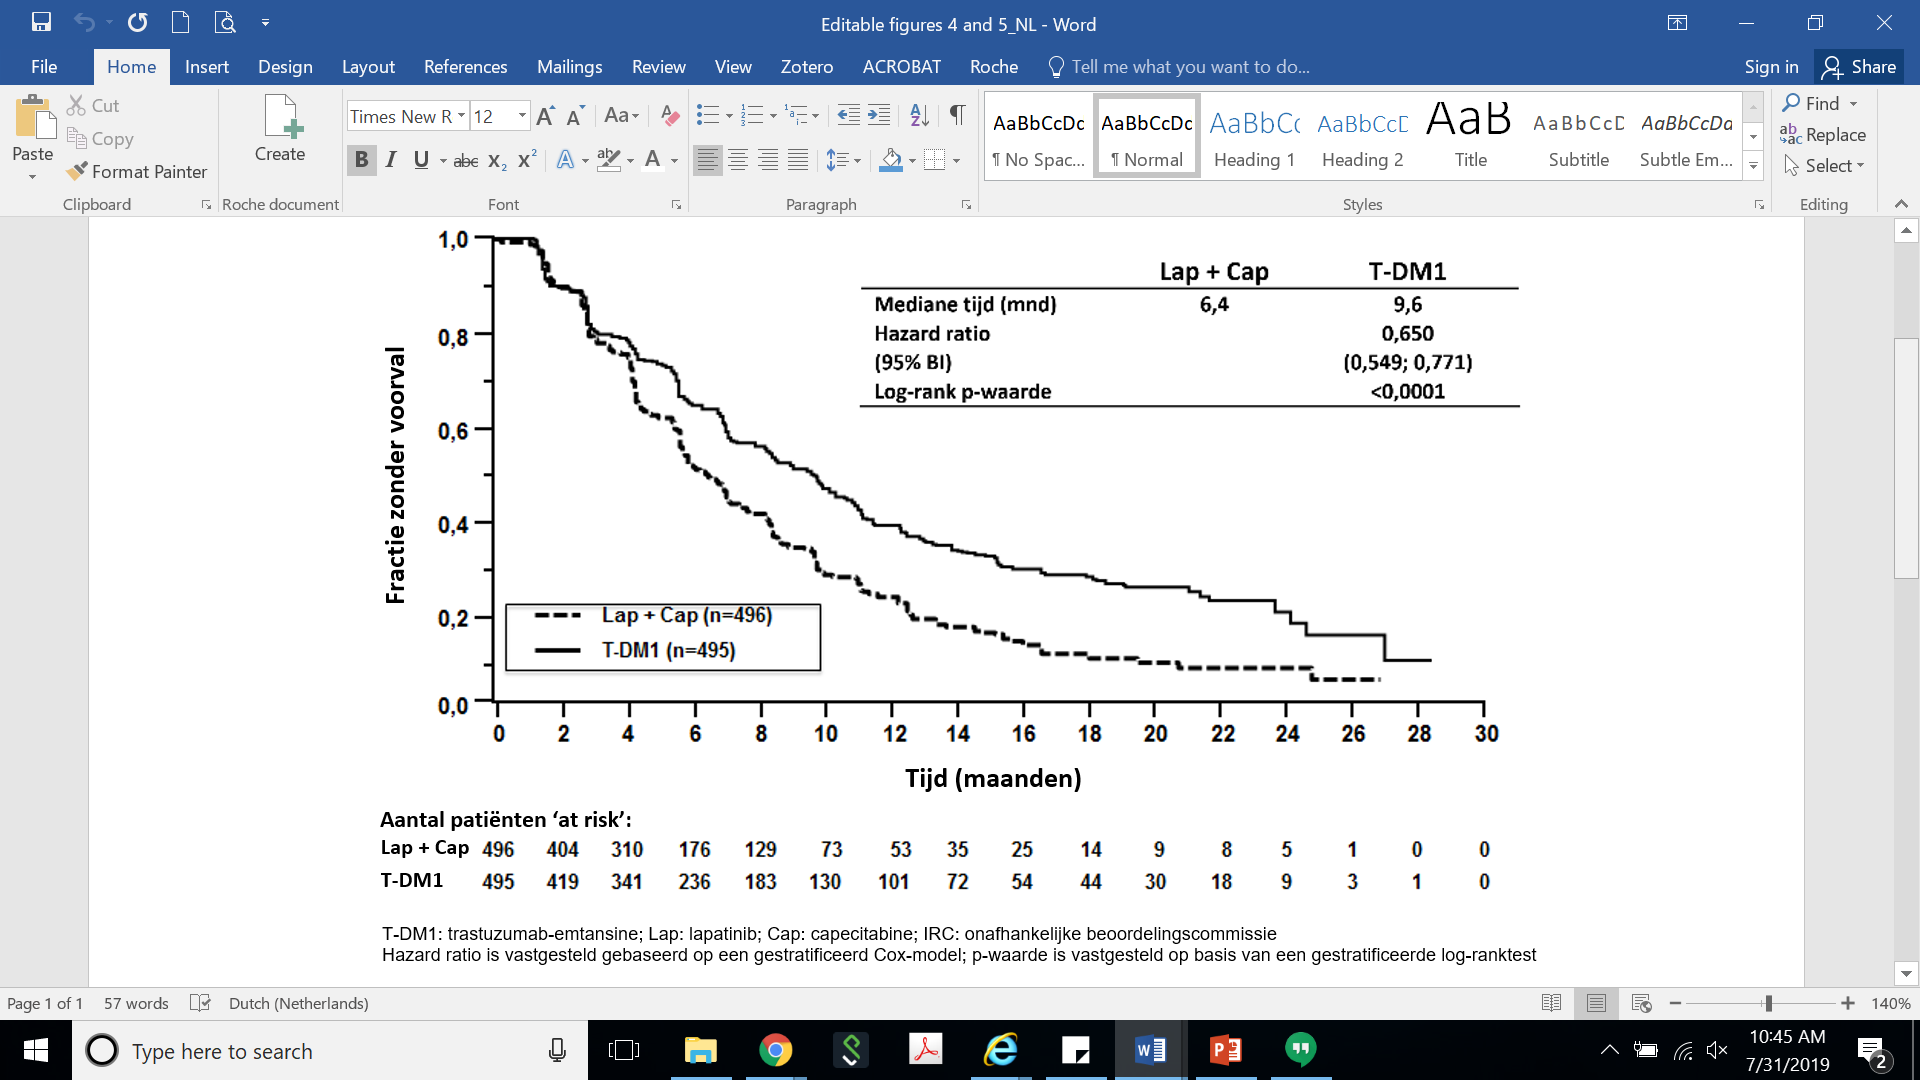 Editable figures 4 and 5_NL - Word
File Home Insert Design Layout References Mailings Review View Zotero ACROBAT Roche Tell me what you want to do... Sign in Share
Paste
Cut
Copy
Format Painter
Clipboard
Create
Roche document
Times New R 12
Font
Paragraph
AaBbCcDc AaBbCcDc AaBbCc AaBbCcD AaB AaBbCcD AaBbCcDa
¶ No Spac... ¶ Normal Heading 1 Heading 2 Title Subtitle Subtle Em...
Styles
Find
Replace
Select
Editing
Fractie zonder voorval
1,0
0,8
0,6
0,4
0,2
0,0
Lap + Cap T-DM1
Mediane tijd (mnd) 6,4 9,6
Hazard ratio 0,650
(95% BI) (0,549; 0,771)
Log-rank p-waarde <0,0001
Lap + Cap (n=496)
T-DM1 (n=495)
0 2 4 6 8 10 12 14 16 18 20 22 24 26 28 30
Tijd (maanden)
Aantal patiënten ‘at risk’:
Lap + Cap 496 404 310 176 129 73 53 35 25 14 9 8 5 1 0 0
T-DM1 495 419 341 236 183 130 101 72 54 44 30 18 9 3 1 0
T-DM1: trastuzumab-emtansine; Lap: lapatinib; Cap: capecitabine; IRC: onafhankelijke beoordelingscommissie
Hazard ratio is vastgesteld gebaseerd op een gestratificeerd Cox-model; p-waarde is vastgesteld op basis van een gestratificeerde log-ranktest
Page 1 of 1 57 words Dutch (Netherlands) 140%
Type here to search
10:45 AM
7/31/2019
2